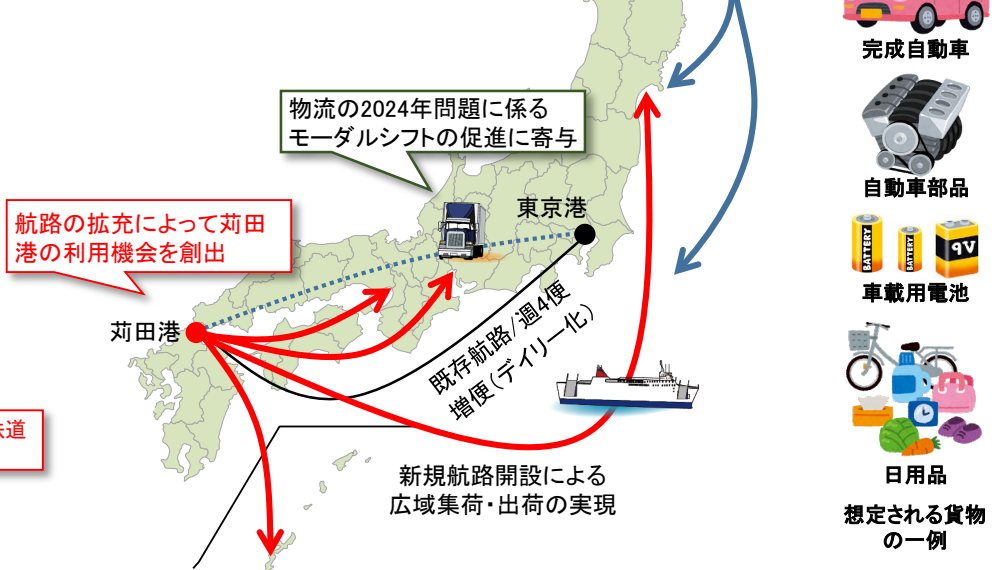 完成自動車
物流の2024年問題に係る
モーダルシフトの促進に寄与
自動車部品
東京港
航路の拡充によって苅田
港の利用機会を創出
BATTERY
BATTERY
9V
車載用電池
苅田港
既存航路/週4便
増便(デイリー化)
道
新規航路開設による
広域集荷・出荷の実現
日用品
想定される貨物
の一例